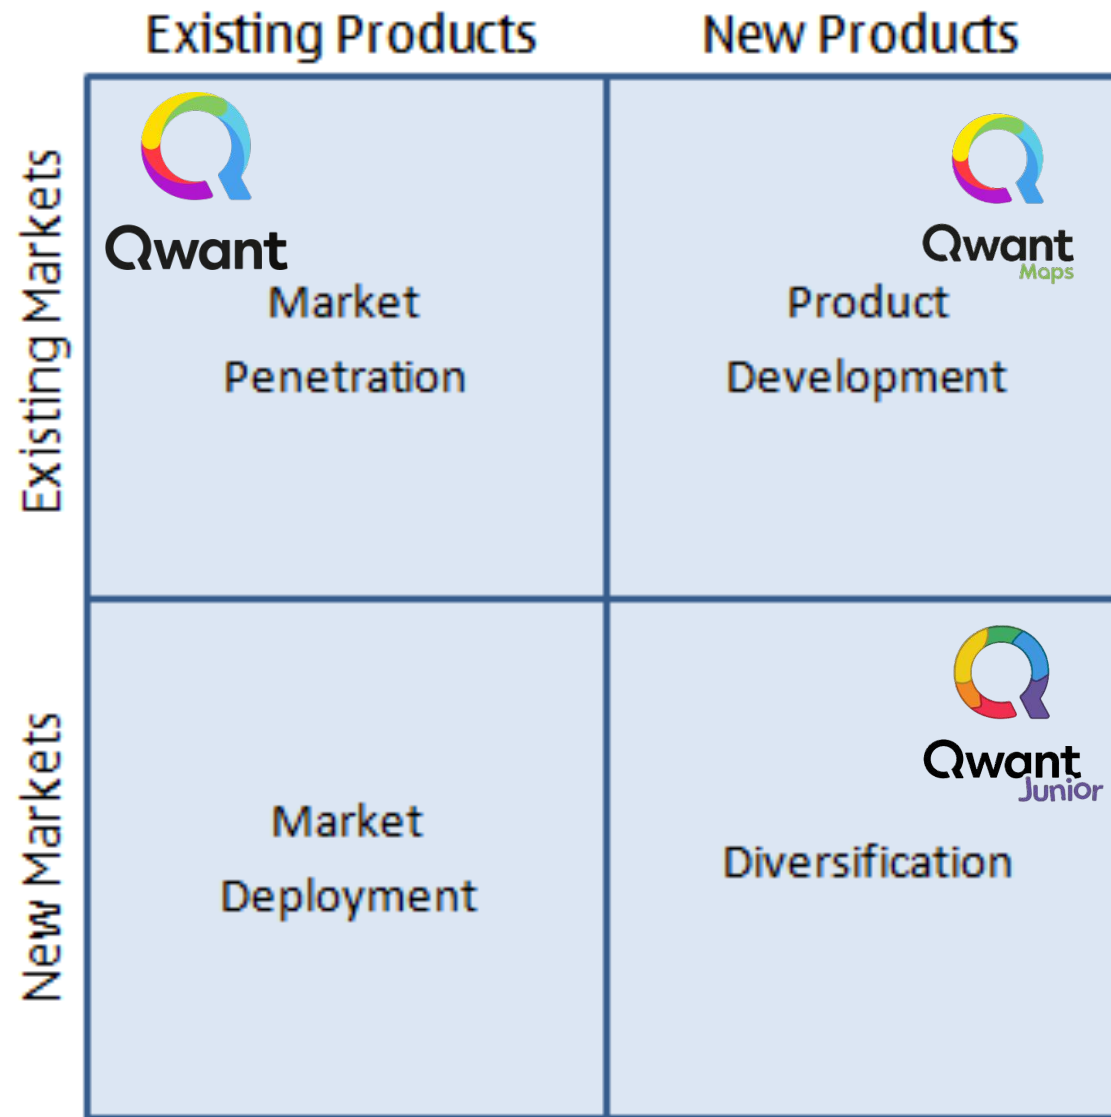 Existing Products
New Products
Existing Markets
Qwant
Market
Penetration
Qwant
Maps
Product
Development
New Markets
Market
Deployment
Qwant
Junior
Diversification